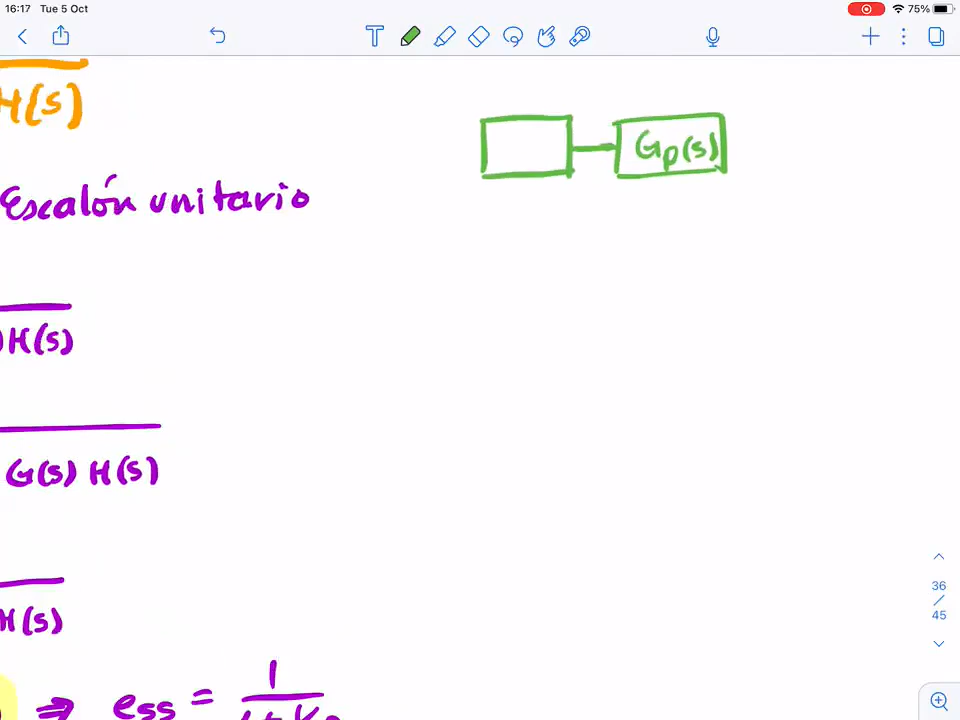 16:17 Tue 5 Oct
75%
H(s)
Gp(s)
Escalón unitario
)H(s)
G(s) H(s)
36
/
45
H(s)
⇒ ess = 1